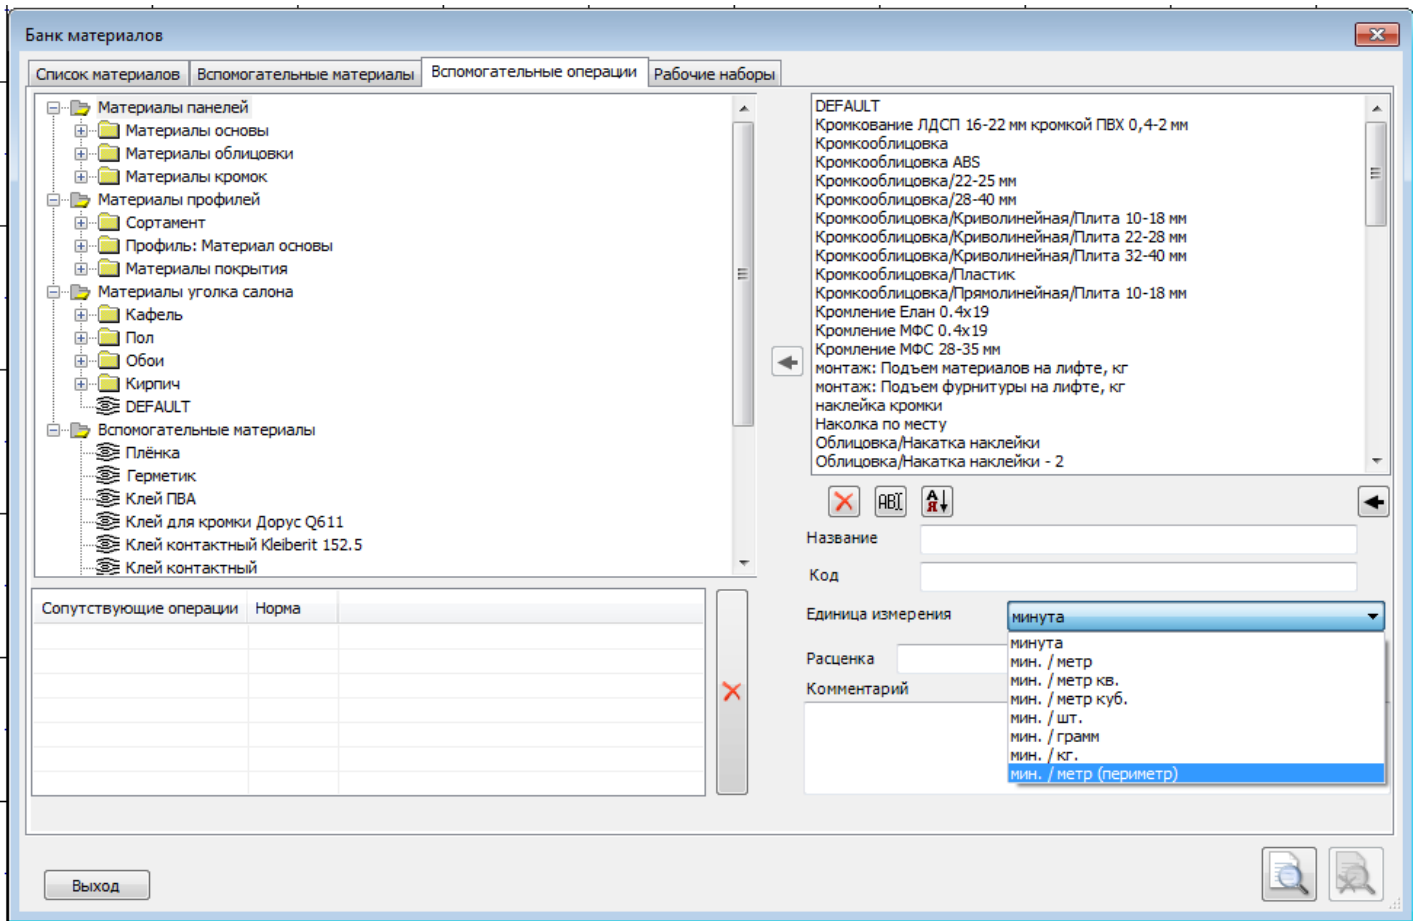 Банк материалов
Список материалов
Вспомогательные материалы
Вспомогательные операции
Рабочие наборы
Материалы панелей
Материалы основы
Материалы облицовки
Материалы кромок
Материалы профилей
Сортамент
Профиль: Материал основы
Материалы покрытия
Материалы уголка салона
Кафель
Пол
Обои
Кирпич
DEFAULT
Вспомогательные материалы
Плёнка
Герметик
Клей ПВА
Клей для кромки Дорус Q611
Клей контактный Kleiberit 152.5
Клей контактный
DEFAULT
Кромкование ЛДСП 16-22 мм кромкой ПВХ 0,4-2 мм
Кромкооблицовка
Кромкооблицовка ABS
Кромкооблицовка/22-25 мм
Кромкооблицовка/28-40 мм
Кромкооблицовка/Криволинейная/Плита 10-18 мм
Кромкооблицовка/Криволинейная/Плита 22-28 мм
Кромкооблицовка/Криволинейная/Плита 32-40 мм
Кромкооблицовка/Пластик
Кромкооблицовка/Прямолинейная/Плита 10-18 мм
Кромление Елан 0.4x19
Кромление МФС 0.4x19
Кромление МФС 28-35 мм
монтаж: Подъем материалов на лифте, кг
монтаж: Подъем фурнитуры на лифте, кг
наклейка кромки
Наколка по месту
Облицовка/Накатка наклейки
Облицовка/Накатка наклейки - 2
ABI
А
Я
Название
Код
Единица измерения
минута
минута
мин. / метр
мин. / метр кв.
мин. / метр куб.
мин. / шт.
мин. / грамм
мин. / кг.
мин. / метр (периметр)
Расценка
Комментарий
Сопутствующие операции
Норма
Выход